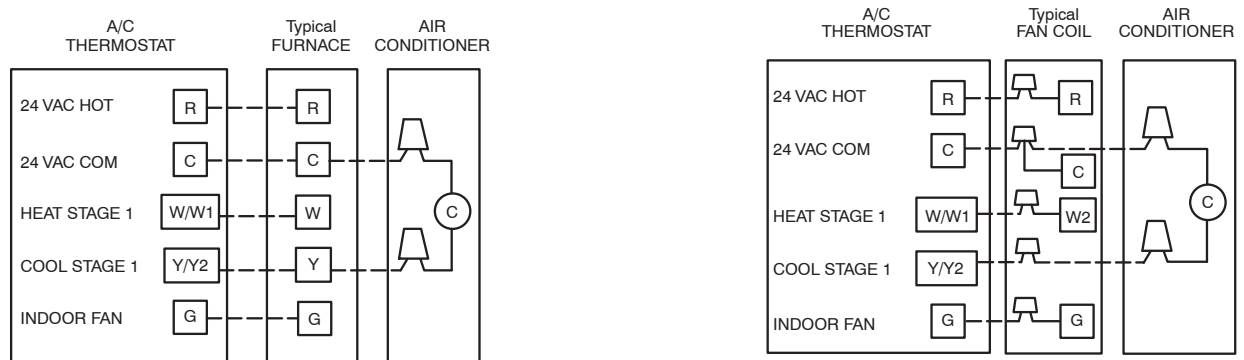 A/C
THERMOSTAT
Typical
FURNACE
AIR
CONDITIONER
24 VAC HOT
R
R
24 VAC COM
C
C
HEAT STAGE 1
W/W1
W
C
COOL STAGE 1
Y/Y2
Y
INDOOR FAN
G
G
A/C
THERMOSTAT
Typical
FAN COIL
AIR
CONDITIONER
24 VAC HOT
R
R
24 VAC COM
C
C
HEAT STAGE 1
W/W1
W2
C
COOL STAGE 1
Y/Y2
INDOOR FAN
G
G